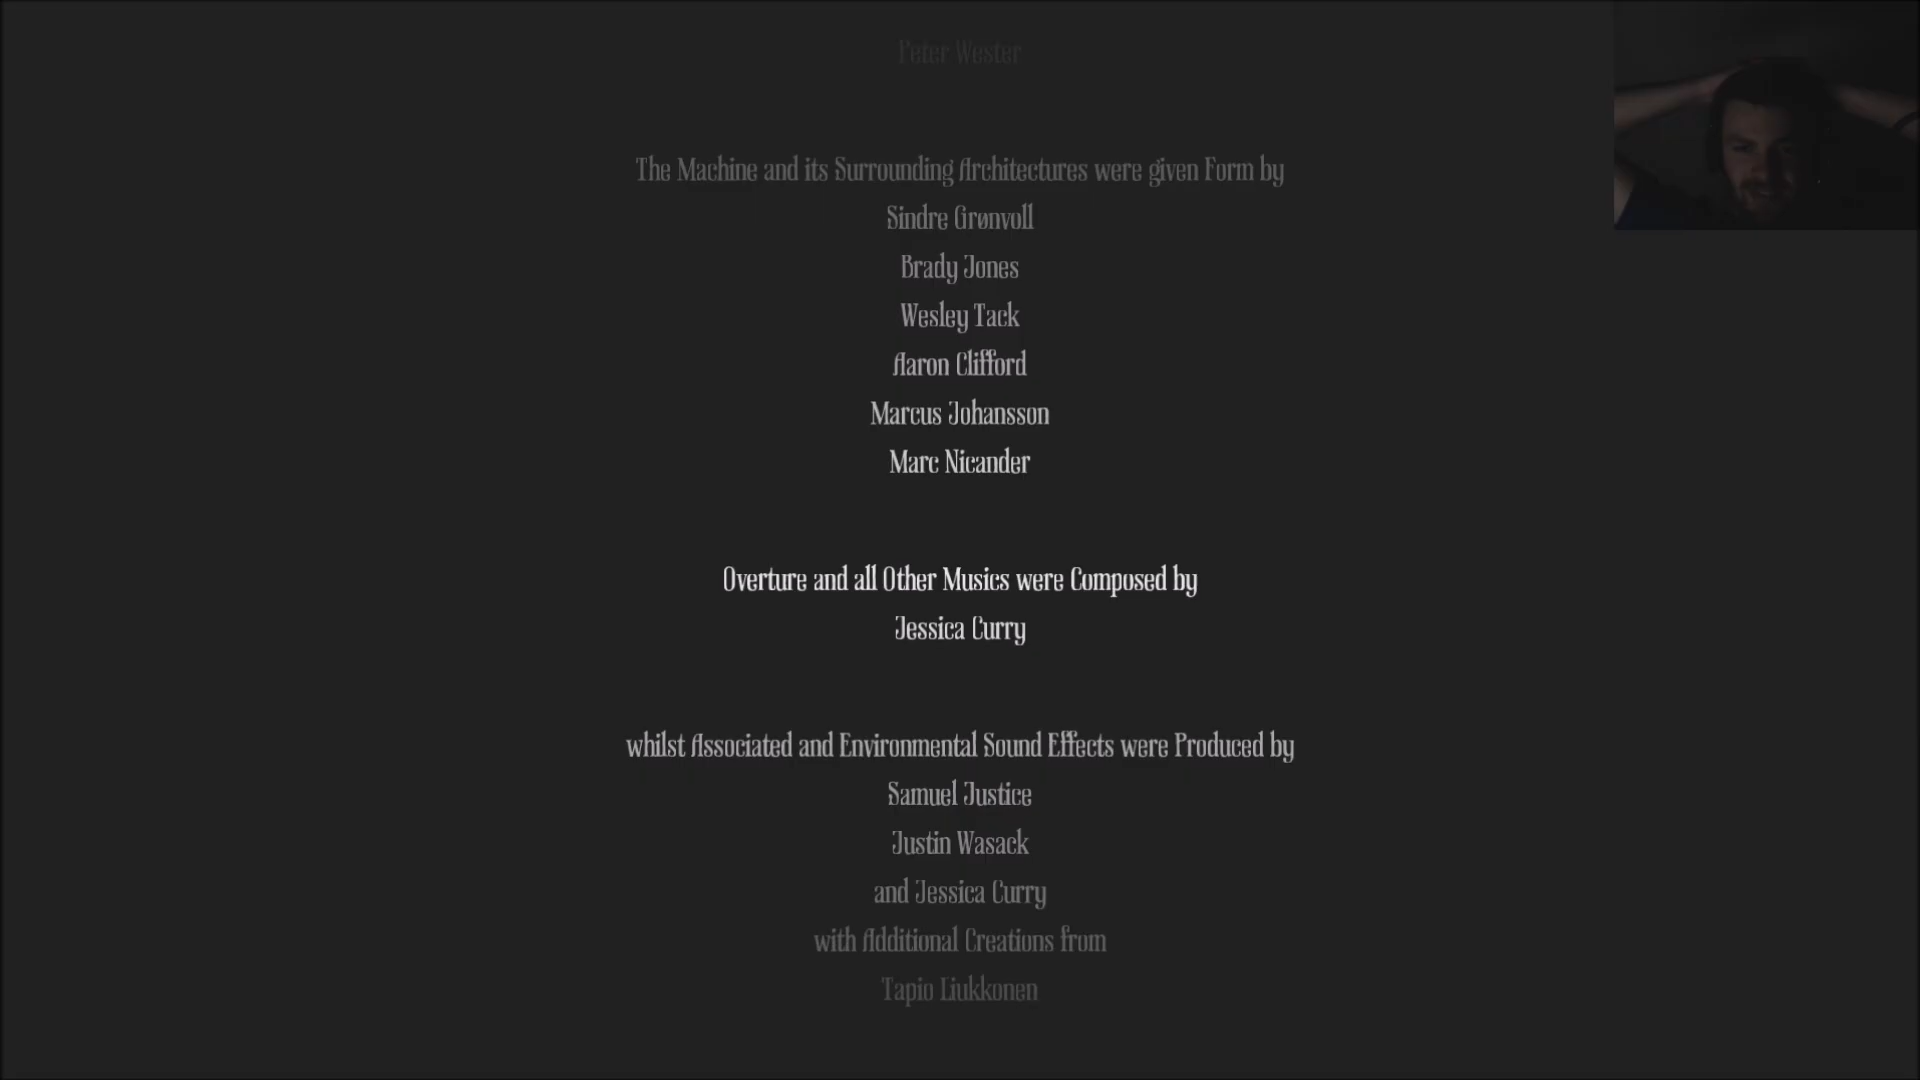 Peter Wester
The Machine and its Surrounding Architectures were given Form by
Sindre Grønvoll
Brady Jones
Wesley Tack
Aaron Clifford
Marcus Johansson
Marc Nicander
Overture and all Other Musics were Composed by
Jessica Curry
whilst Associated and Environmental Sound Effects were Produced by
Samuel Justice
Justin Wasack
and Jessica Curry
with Additional Creations from
Tapio Liukkonen